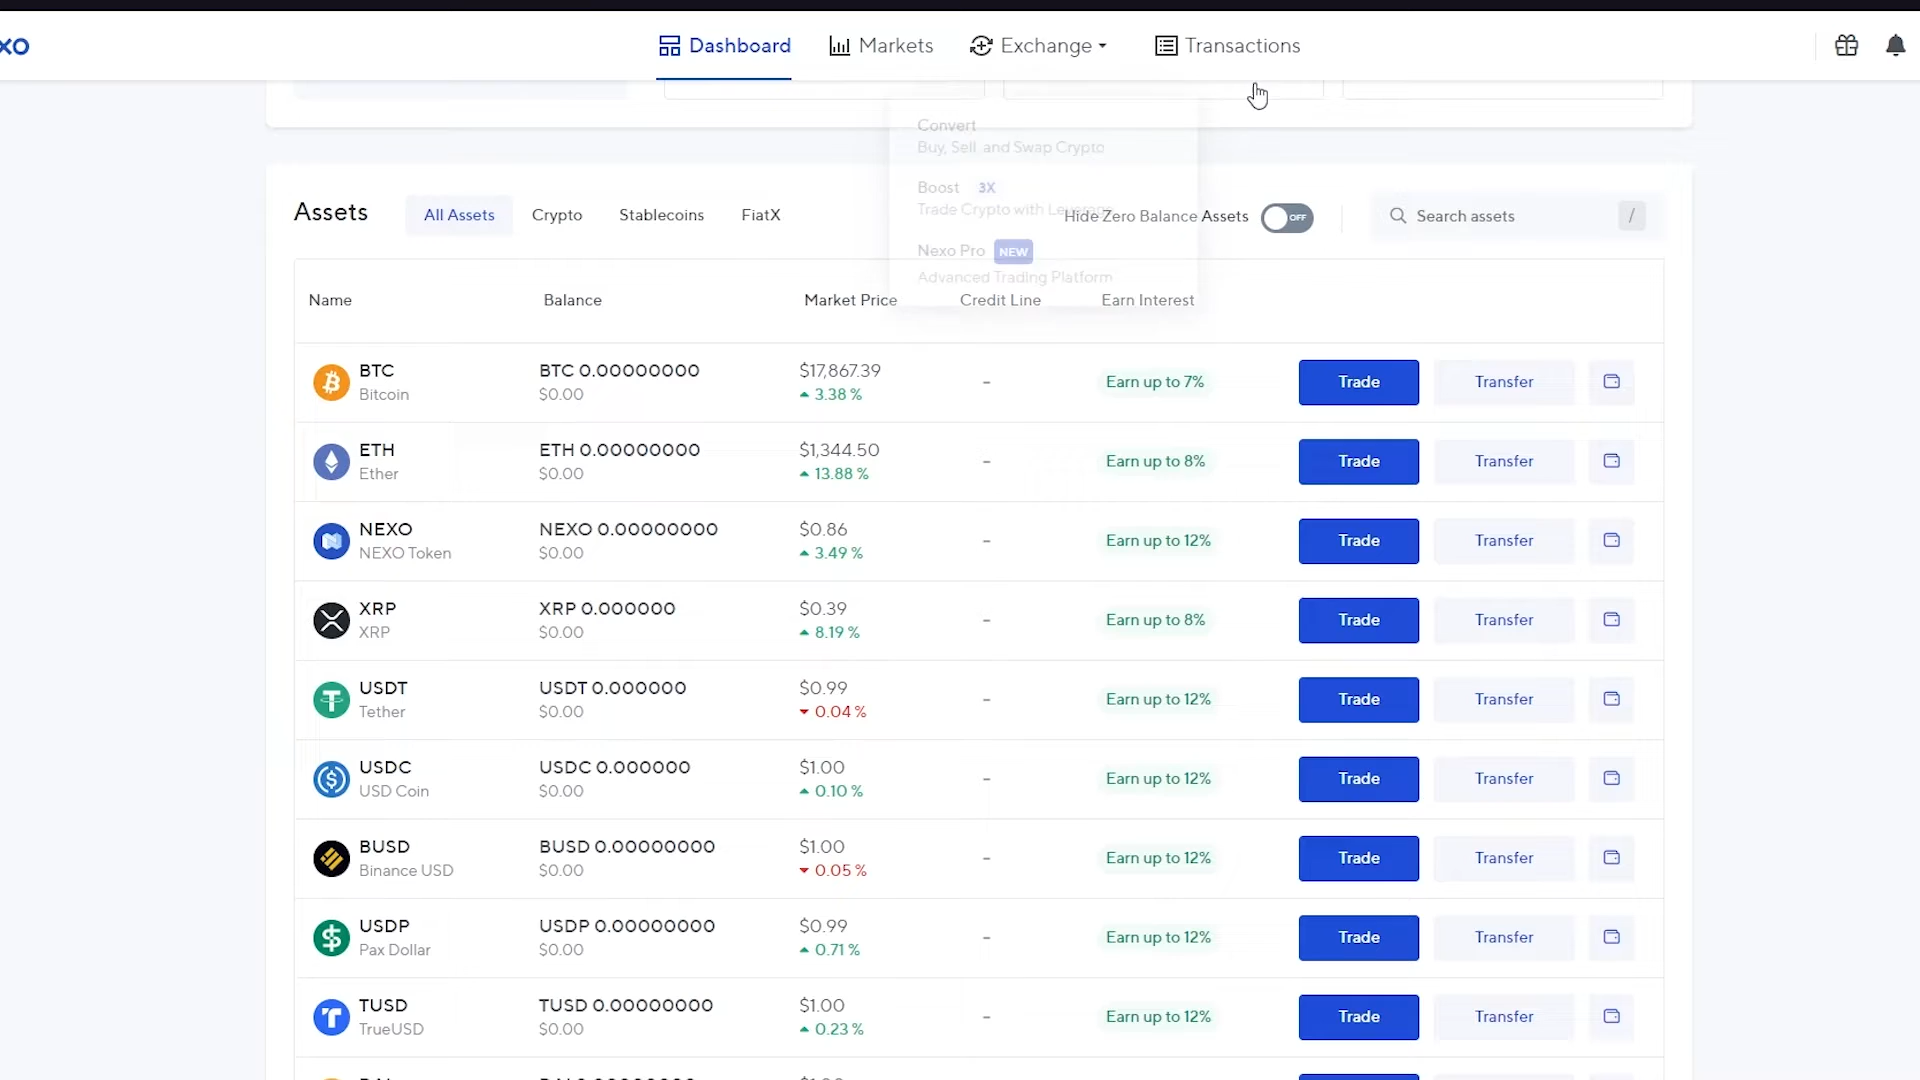 xo
Dashboard Markets Exchange Transactions
Convert
Buy, Sell and Swap Crypto
Boost 3X
Trade Crypto with Leverage
Nexo Pro NEW
Advanced Trading Platform
Assets All Assets Crypto Stablecoins FiatX Hide Zero Balance Assets OFF Search assets /
Name Balance Market Price Credit Line Earn Interest
BTC BTC 0.00000000 $17,867.39 - Earn up to 7% Trade Transfer
Bitcoin $0.00 3.38 %
ETH ETH 0.00000000 $1,344.50 - Earn up to 8% Trade Transfer
Ether $0.00 13.88 %
NEXO NEXO 0.00000000 $0.86 - Earn up to 12% Trade Transfer
NEXO Token $0.00 3.49 %
XRP XRP 0.000000 $0.39 - Earn up to 8% Trade Transfer
XRP $0.00 8.19 %
USDT USDT 0.000000 $0.99 - Earn up to 12% Trade Transfer
Tether $0.00 0.04 %
USDC USDC 0.000000 $1.00 - Earn up to 12% Trade Transfer
USD Coin $0.00 0.10 %
BUSD BUSD 0.00000000 $1.00 - Earn up to 12% Trade Transfer
Binance USD $0.00 0.05 %
USDP USDP 0.00000000 $0.99 - Earn up to 12% Trade Transfer
Pax Dollar $0.00 0.71 %
TUSD TUSD 0.00000000 $1.00 - Earn up to 12% Trade Transfer
TrueUSD $0.00 0.23 %